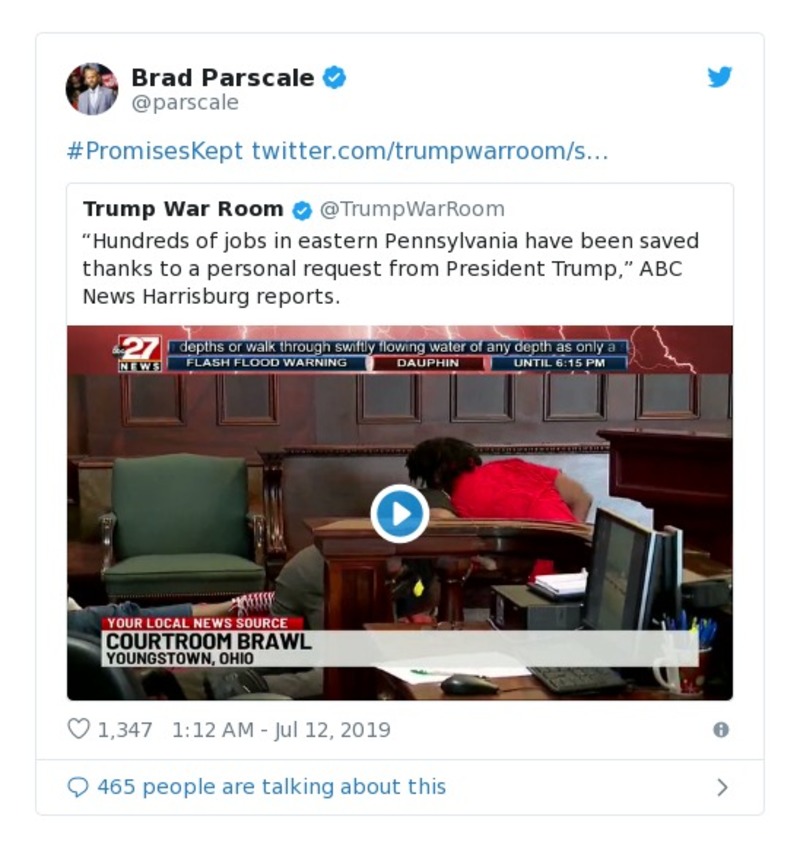 Brad Parscale
@parscale
#PromisesKept twitter.com/trumpwarroom/s…
Trump War Room @TrumpWarRoom
“Hundreds of jobs in eastern Pennsylvania have been saved
thanks to a personal request from President Trump,” ABC
News Harrisburg reports.
abc 27
NEWS
depths or walk through swiftly flowing water of any depth as only a
FLASH FLOOD WARNING DAUPHIN UNTIL 6:15 PM
YOUR LOCAL NEWS SOURCE
COURTROOM BRAWL
YOUNGSTOWN, OHIO
1,347 1:12 AM - Jul 12, 2019
465 people are talking about this